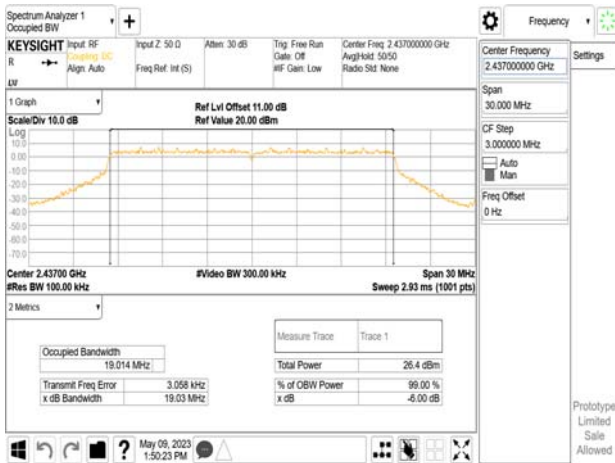 Spectrum Analyzer 1
Occupied BW
+
Frequency
KEYSIGHT
R
Input: RF
Coupling: DC
Align: Auto
Input Z: 50 Ω
Freq Ref: Int (S)
Atten: 30 dB
Trig: Free Run
Gate: Off
#IF Gain: Low
Center Freq: 2.437000000 GHz
Avg|Hold: 50/50
Radio Std: None
1 Graph
Scale/Div 10.0 dB
Ref Lvl Offset 11.00 dB
Ref Value 20.00 dBm
Log
10.0
0.00
-10.0
-20.0
-30.0
-40.0
-50.0
-60.0
-70.0
Center 2.43700 GHz
#Res BW 100.00 kHz
#Video BW 300.00 kHz
Span 30 MHz
Sweep 2.93 ms (1001 pts)
2 Metrics
Measure Trace Trace 1
Occupied Bandwidth
19.014 MHz
Total Power 26.4 dBm
Transmit Freq Error 3.058 kHz
% of OBW Power 99.00 %
x dB Bandwidth 19.03 MHz
x dB -6.00 dB
Center Frequency
2.437000000 GHz
Settings
Span
30.000 MHz
CF Step
3.000000 MHz
Auto
Man
Freq Offset
0 Hz
Prototype
Limited
Sale
Allowed
?
May 09, 2023
1:50:23 PM